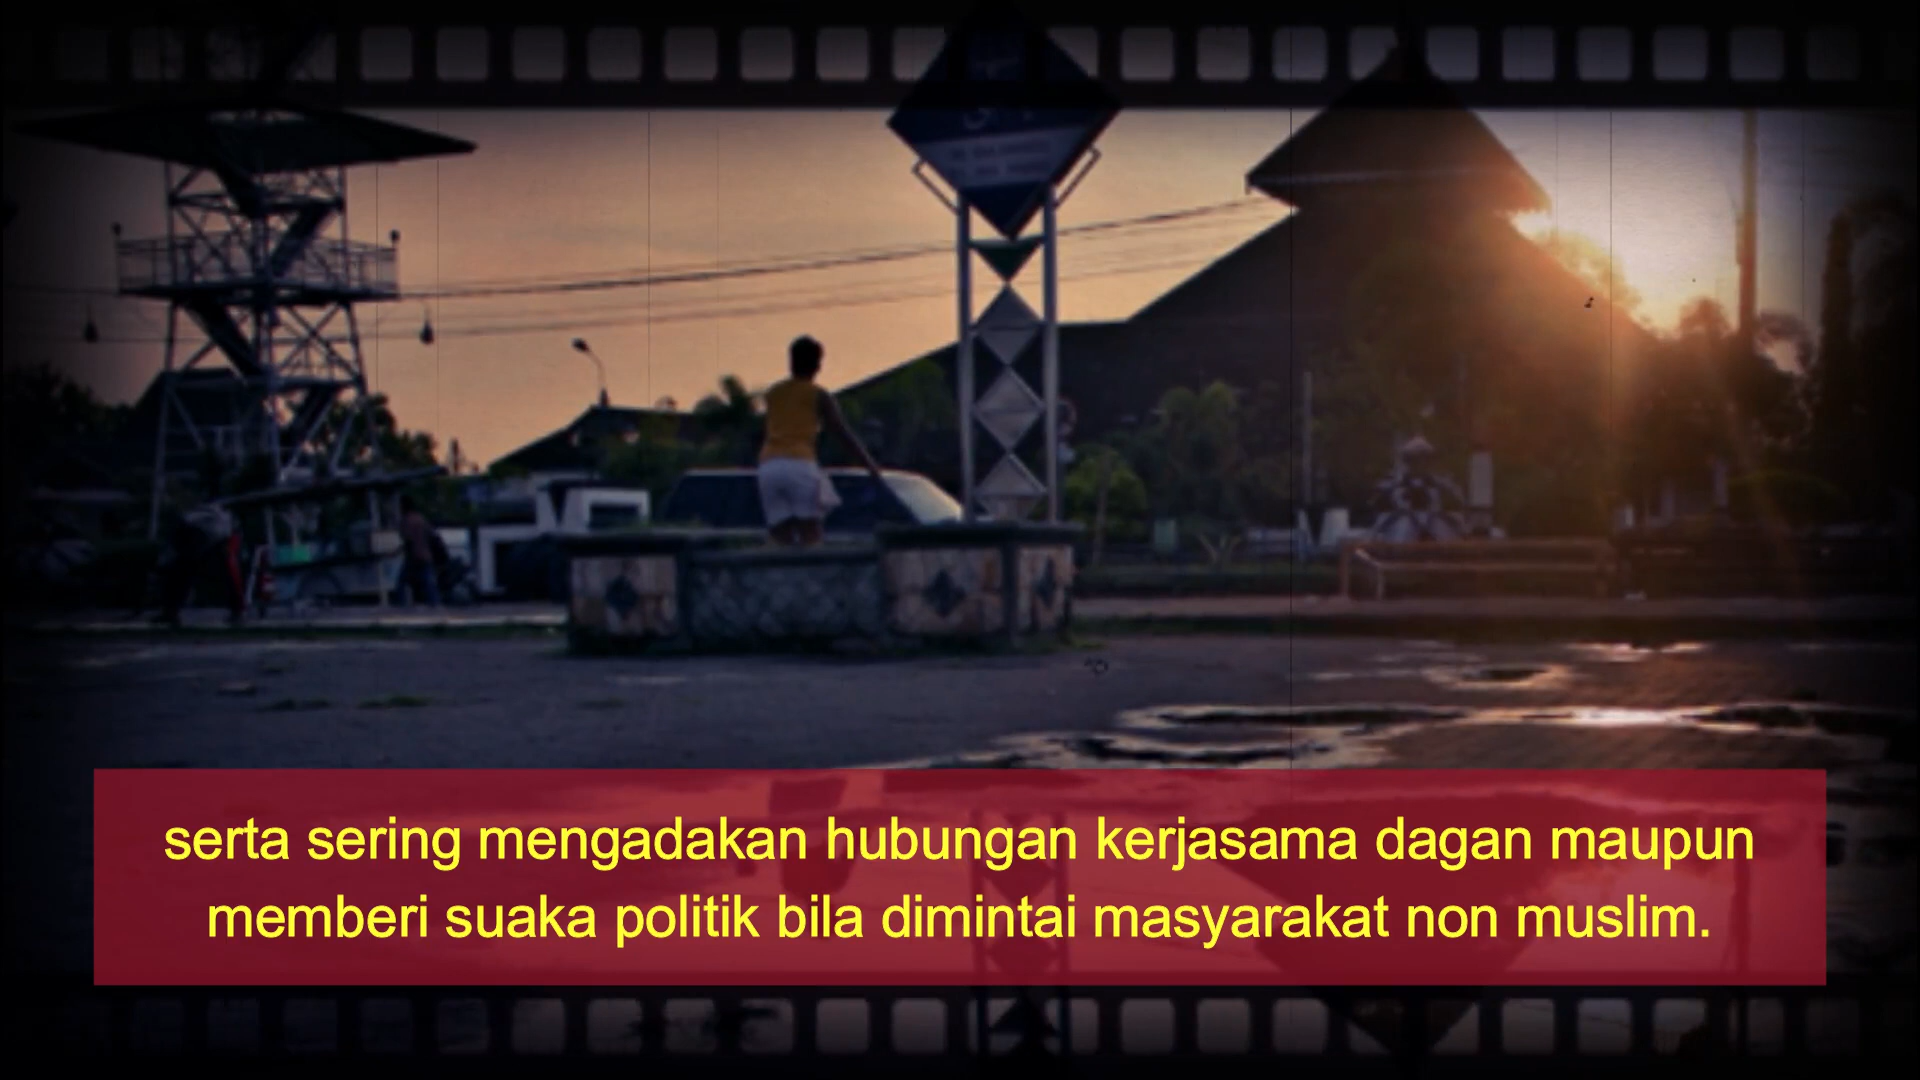 serta sering mengadakan hubungan kerjasama dagan maupun
memberi suaka politik bila dimintai masyarakat non muslim.